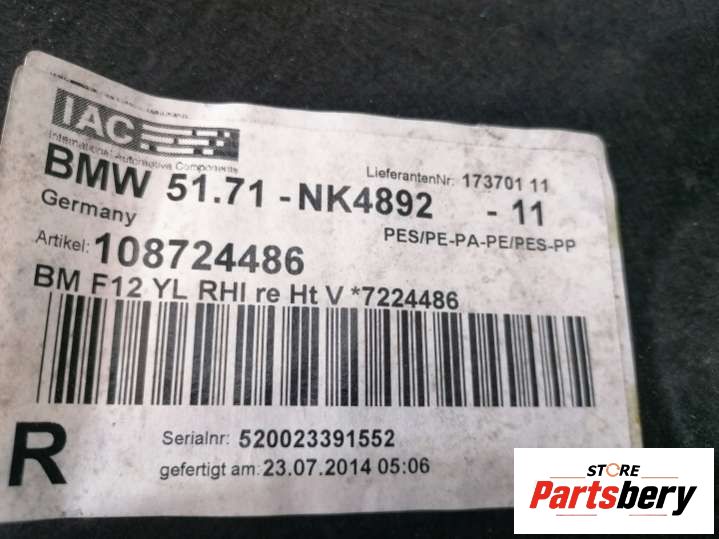 IAC
International Automotive Components
LieferantenNr: 173701 11
BMW 51.71 - NK4892 - 11
Germany
PES/PE-PA-PE/PES-PP
Artikel: 108724486
BM F12 YL RHI re Ht V *7224486
R
Serialnr: 520023391552
gefertigt am: 23.07.2014 05:06
STORE
Partsbery